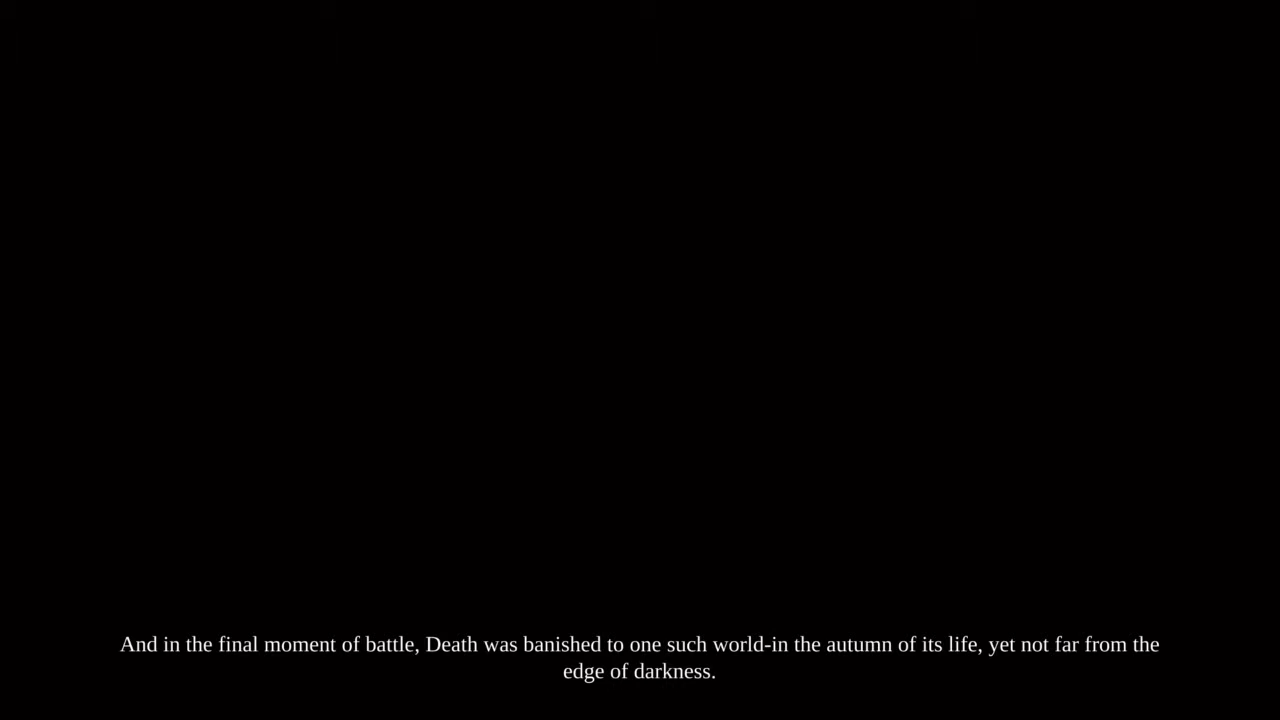 And in the final moment of battle, Death was banished to one such world-in the autumn of its life, yet not far from the
edge of darkness.